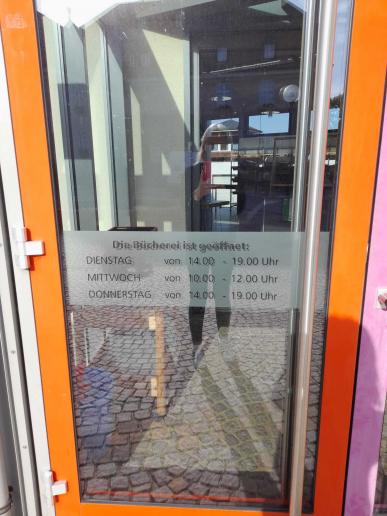 Die Bücherei ist geöffnet:
DIENSTAG von 14.00 - 19.00 Uhr
MITTWOCH von 10.00 - 12.00 Uhr
DONNERSTAG von 14.00 - 19.00 Uhr